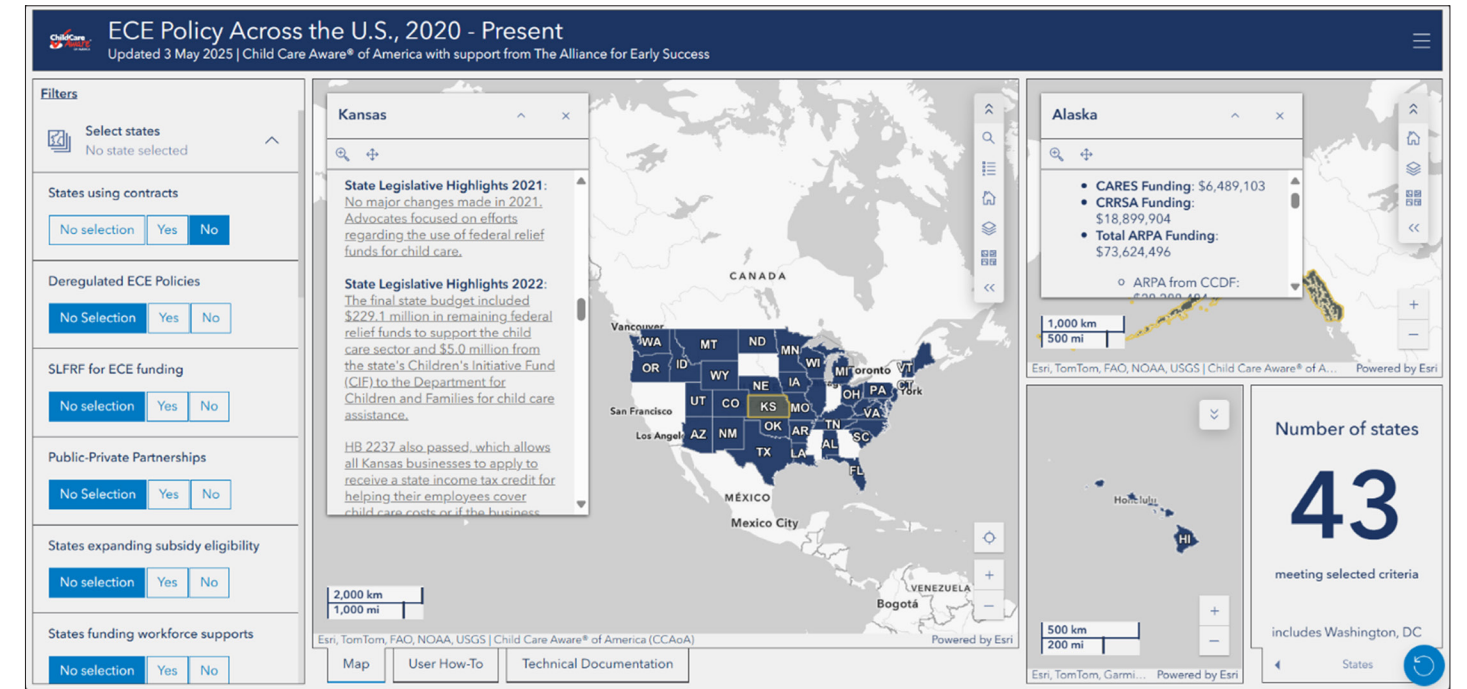 ChildCare Aware OF AMERICA
ECE Policy Across the U.S., 2020 - Present
Updated 3 May 2025 | Child Care Aware® of America with support from The Alliance for Early Success
Filters
Select states
No state selected
States using contracts
No selection Yes No
Deregulated ECE Policies
No Selection Yes No
SLFRF for ECE funding
No selection Yes No
Public-Private Partnerships
No Selection Yes No
States expanding subsidy eligibility
No selection Yes No
States funding workforce supports
No selection Yes No
Kansas
State Legislative Highlights 2021:
No major changes made in 2021.
Advocates focused on efforts
regarding the use of federal relief
funds for child care.
State Legislative Highlights 2022:
The final state budget included
$229.1 million in remaining federal
relief funds to support the child
care sector and $5.0 million from
the state's Children's Initiative Fund
(CIF) to the Department for
Children and Families for child care
assistance.
HB 2237 also passed, which allows
all Kansas businesses to apply to
receive a state income tax credit for
helping their employees cover
child care costs or if the business
CANADA
Vancouver
WA MT ND MN
OR ID WY WI MI Toronto VT
NE IA OH PA CT York
San Francisco UT CO KS MO VA
Los Angel AZ NM OK AR TN SC
TX LA AL
FL
MÉXICO
Mexico City
VENEZUELA
Bogotá
2,000 km
1,000 mi
Esri, TomTom, FAO, NOAA, USGS | Child Care Aware® of America (CCAoA) Powered by Esri
Map User How-To Technical Documentation
Alaska
• CARES Funding: $6,489,103
• CRRSA Funding:
$18,899,904
• Total ARPA Funding:
$73,624,496
○ ARPA from CCDF:
1,000 km
500 mi
Esri, TomTom, FAO, NOAA, USGS | Child Care Aware® of A... Powered by Esri
Honolulu
HI
500 km
200 mi
Esri, TomTom, Garmi... Powered by Esri
Number of states
43
meeting selected criteria
includes Washington, DC
States